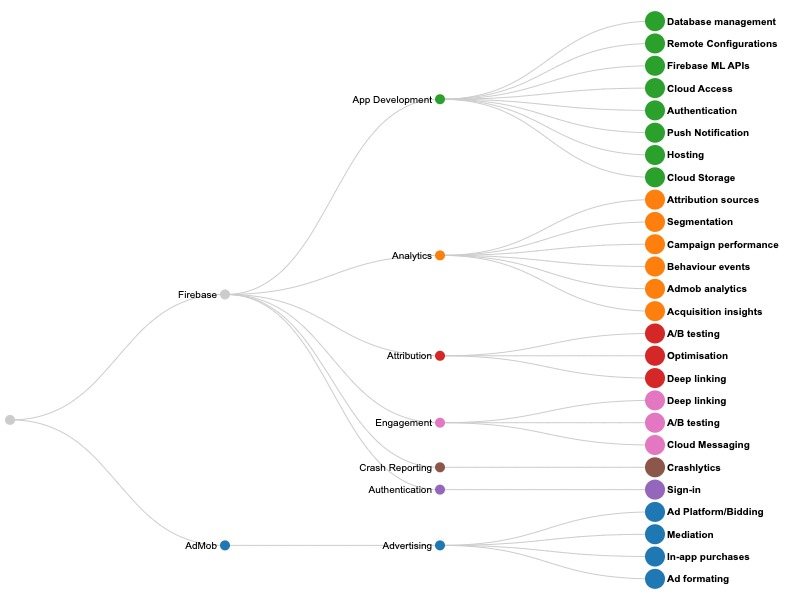 Database management
Remote Configurations
Firebase ML APIs
App Development
Cloud Access
Authentication
Push Notification
Hosting
Cloud Storage
Attribution sources
Segmentation
Campaign performance
Analytics
Behaviour events
Admob analytics
Firebase
Acquisition insights
A/B testing
Attribution
Optimisation
Deep linking
Deep linking
Engagement
A/B testing
Cloud Messaging
Crash Reporting
Crashlytics
Authentication
Sign-in
Ad Platform/Bidding
Mediation
AdMob
Advertising
In-app purchases
Ad formating